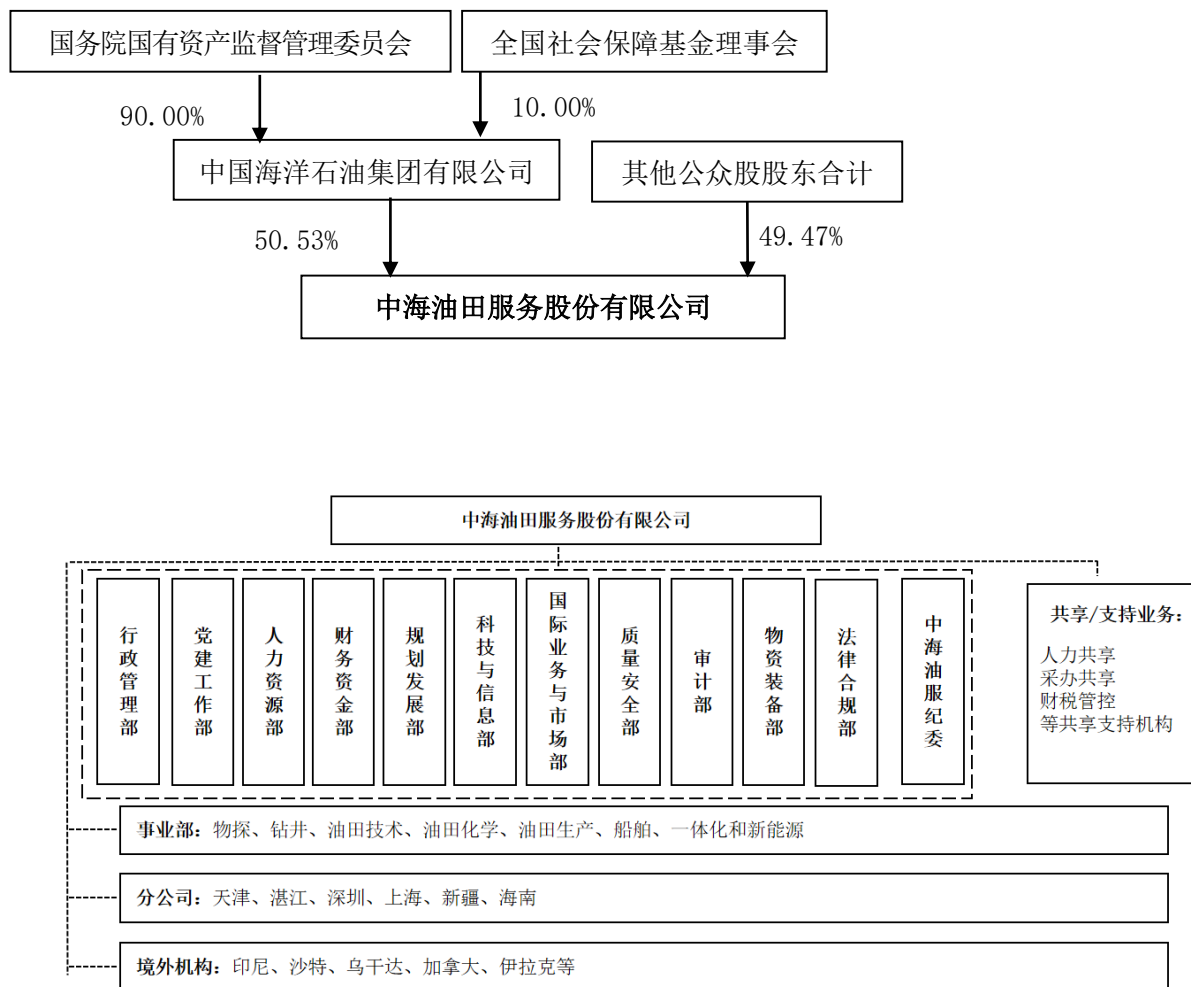 国务院国有资产监督管理委员会
全国社会保障基金理事会
90.00%
10.00%
中国海洋石油集团有限公司
其他公众股股东合计
50.53%
49.47%
中海油田服务股份有限公司
中海油田服务股份有限公司
行政管理部
党建工作部
人力资源部
财务资金部
规划发展部
科技与信息部
国际业务与市场部
质量安全部
审计部
物资装备部
法律合规部
中海油服纪委
共享/支持业务：
人力共享
采办共享
财税管控
等共享支持机构
事业部：物探、钻井、油田技术、油田化学、油田生产、船舶、一体化和新能源
分公司：天津、湛江、深圳、上海、新疆、海南
境外机构：印尼、沙特、乌干达、加拿大、伊拉克等